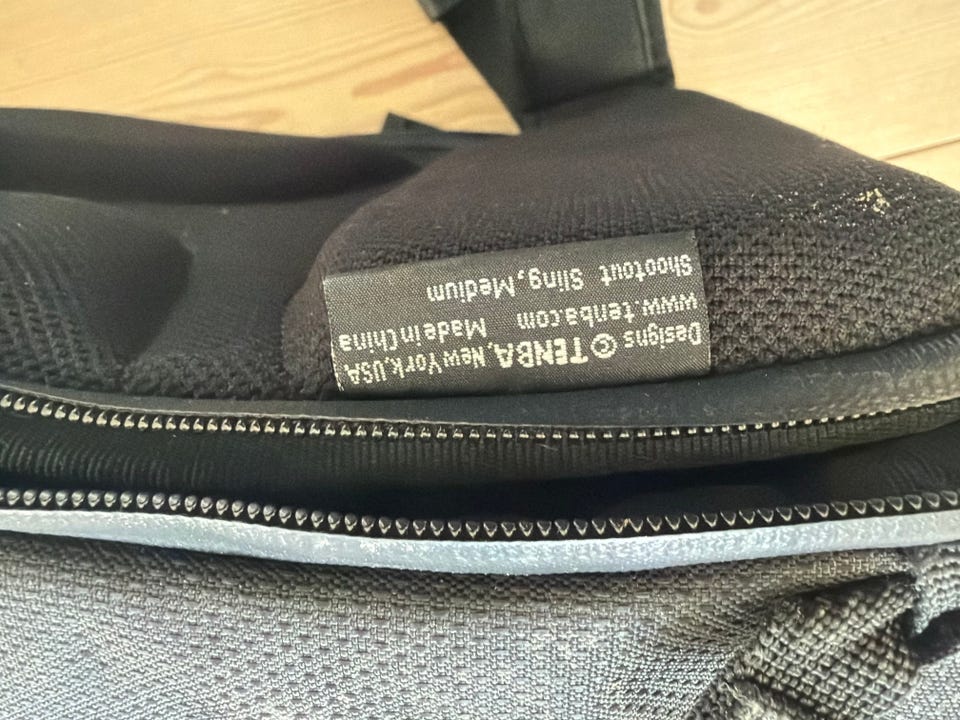 Designs © TENBA, New York, USA
www.tenba.com Made in China
Shootout Sling, Medium